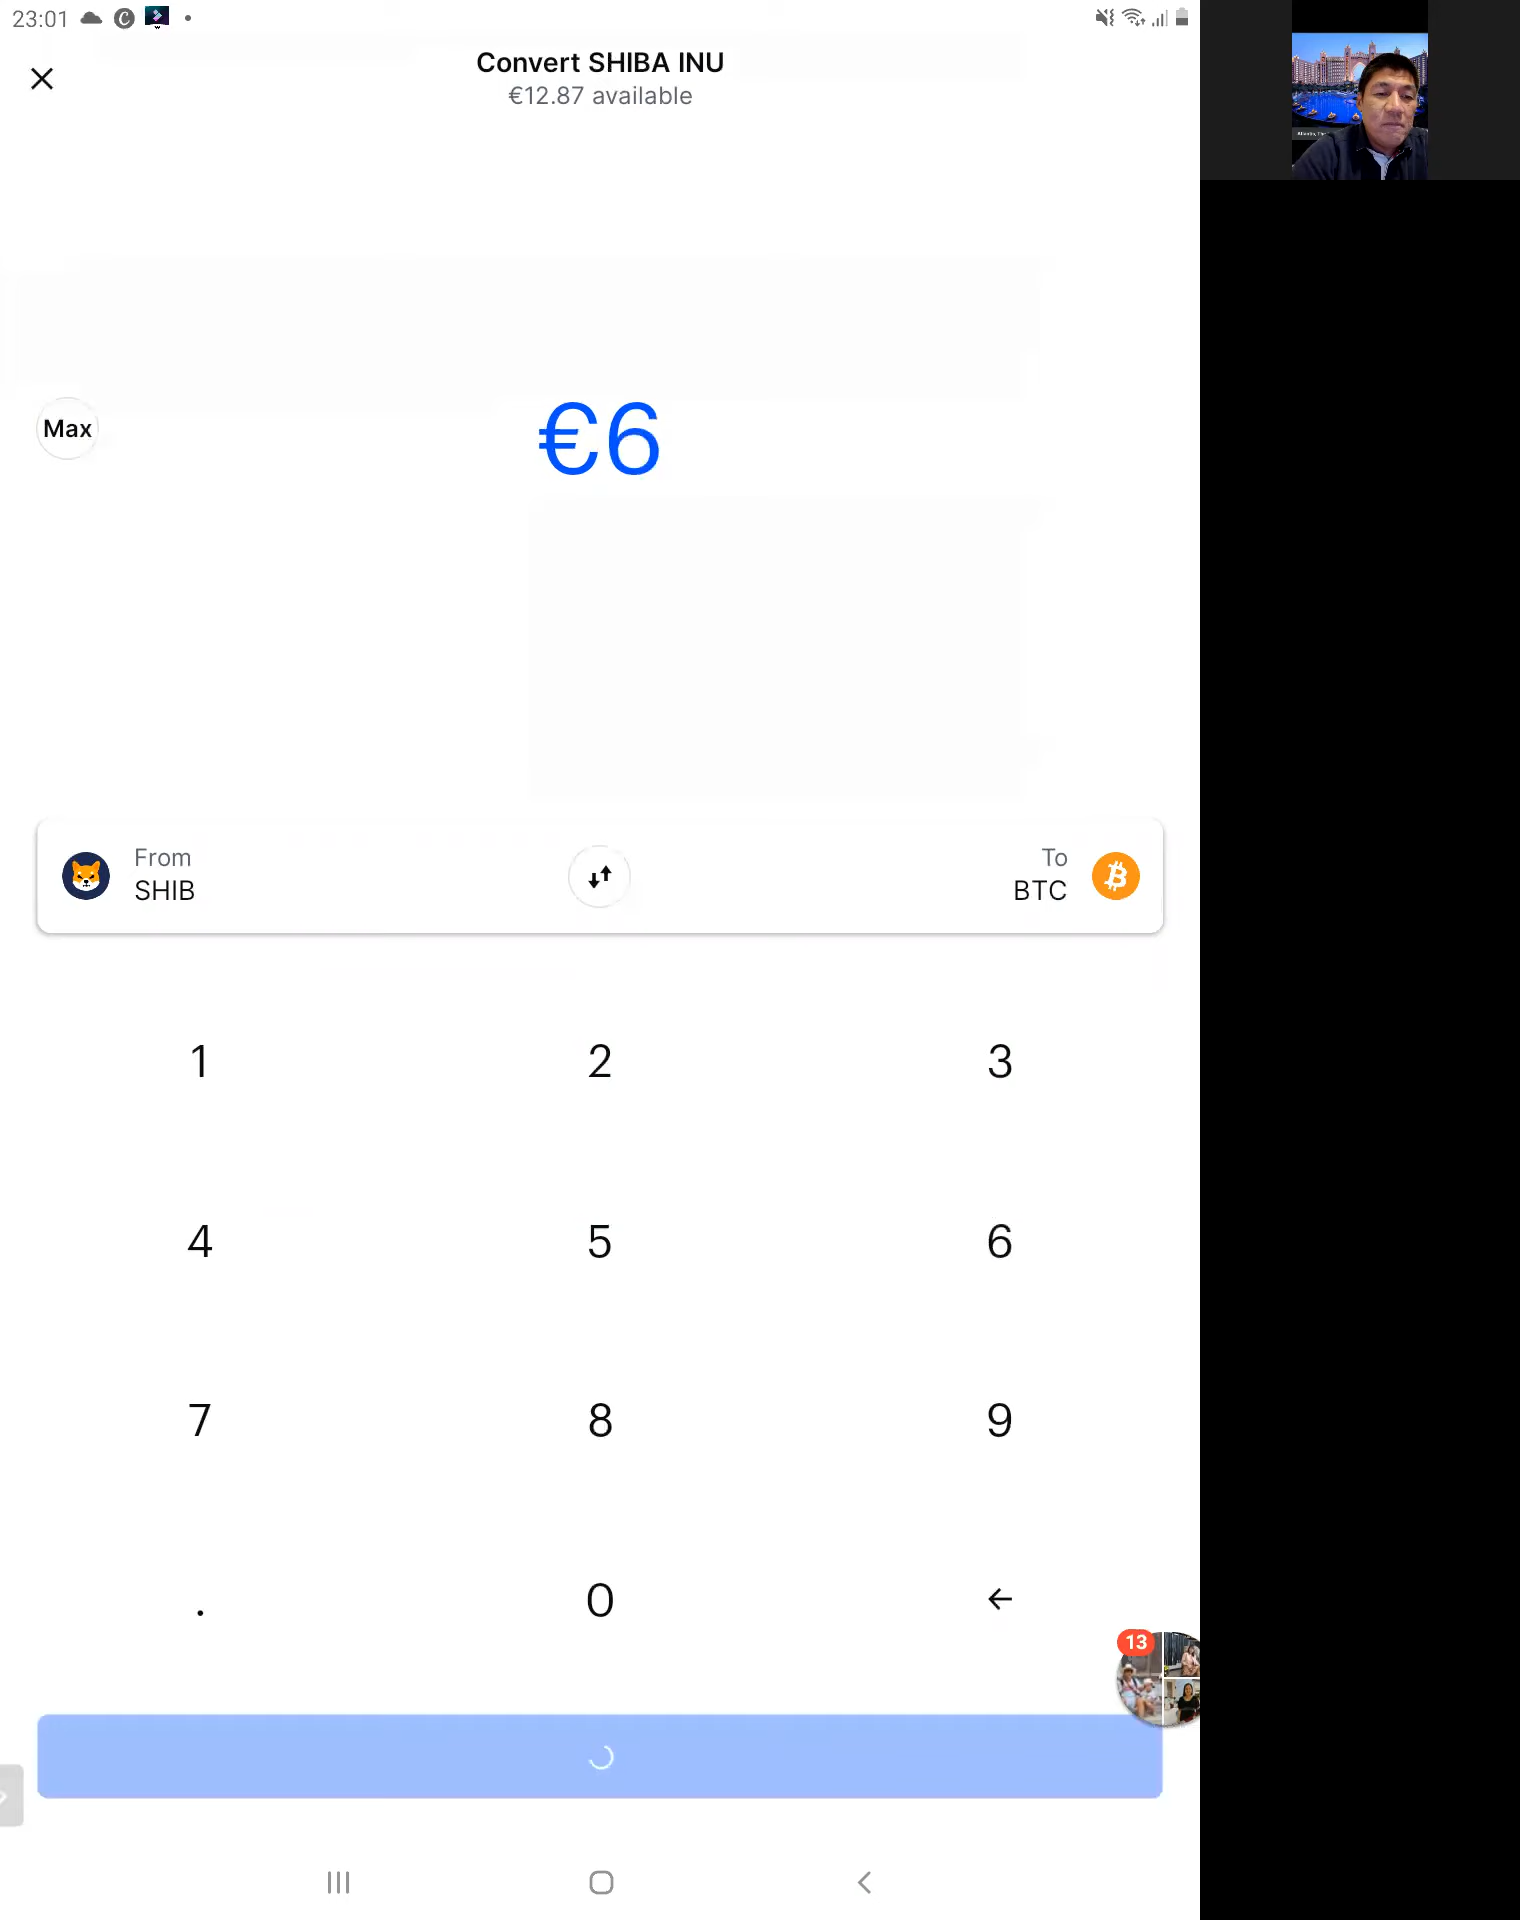 23:01
Convert SHIBA INU
€12.87 available
Max
€6
From
SHIB
To
BTC
1 2 3
4 5 6
7 8 9
. 0
13